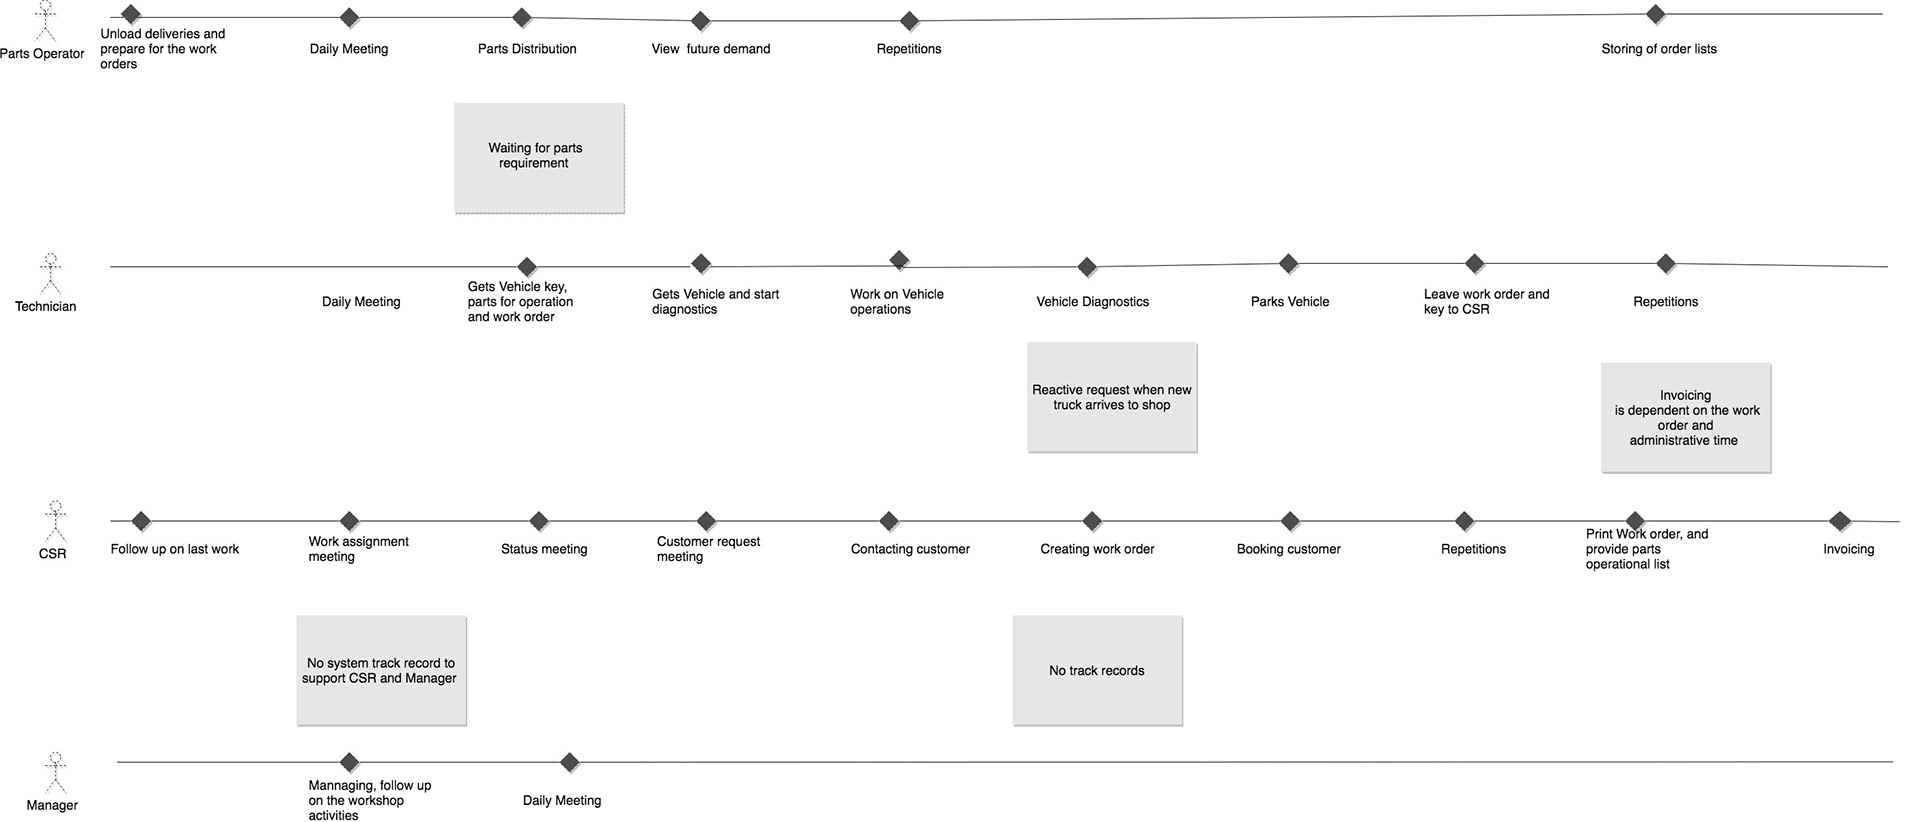 Parts Operator
Unload deliveries and
prepare for the work
orders
Daily Meeting
Parts Distribution
View  future demand
Repetitions
Storing of order lists
Waiting for parts
requirement
Technician
Daily Meeting
Gets Vehicle key,
parts for operation
and work order
Gets Vehicle and start
diagnostics
Work on Vehicle
operations
Vehicle Diagnostics
Parks Vehicle
Leave work order and
key to CSR
Repetitions
Reactive request when new
truck arrives to shop
Invoicing
is dependent on the work
order and
administrative time
CSR
Follow up on last work
Work assignment
meeting
Status meeting
Customer request
meeting
Contacting customer
Creating work order
Booking customer
Repetitions
Print Work order, and
provide parts
operational list
Invoicing
No system track record to
support CSR and Manager
No track records
Manager
Mannaging, follow up
on the workshop
activities
Daily Meeting